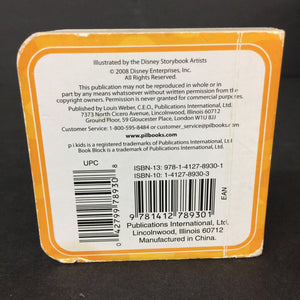 Illustrated by the Disney Storybook Artists
© 2008 Disney Enterprises, Inc.
All Rights Reserved.
This publication may not be reproduced in whole or in
part by any means whatsoever without written permission from the
copyright owners. Permission is never granted for commercial purposes.
Published by Louis Weber, C.E.O., Publications International, Ltd.
7373 North Cicero Avenue, Lincolnwood, Illinois 60712
Ground Floor, 59 Gloucester Place, London W1U 8JJ
Customer Service: 1-800-595-8484 or customer_service@pilbooks.com
www.pilbooks.com
p i kids is a registered trademark of Publications International, Ltd.
Book Block is a trademark of Publications International, Ltd.
UPC
0 42799 78930 8
ISBN-13: 978-1-4127-8930-1
ISBN-10: 1-4127-8930-3
EAN
9 781412 789301
Publications International, Ltd.
Lincolnwood, Illinois 60712
Manufactured in China.